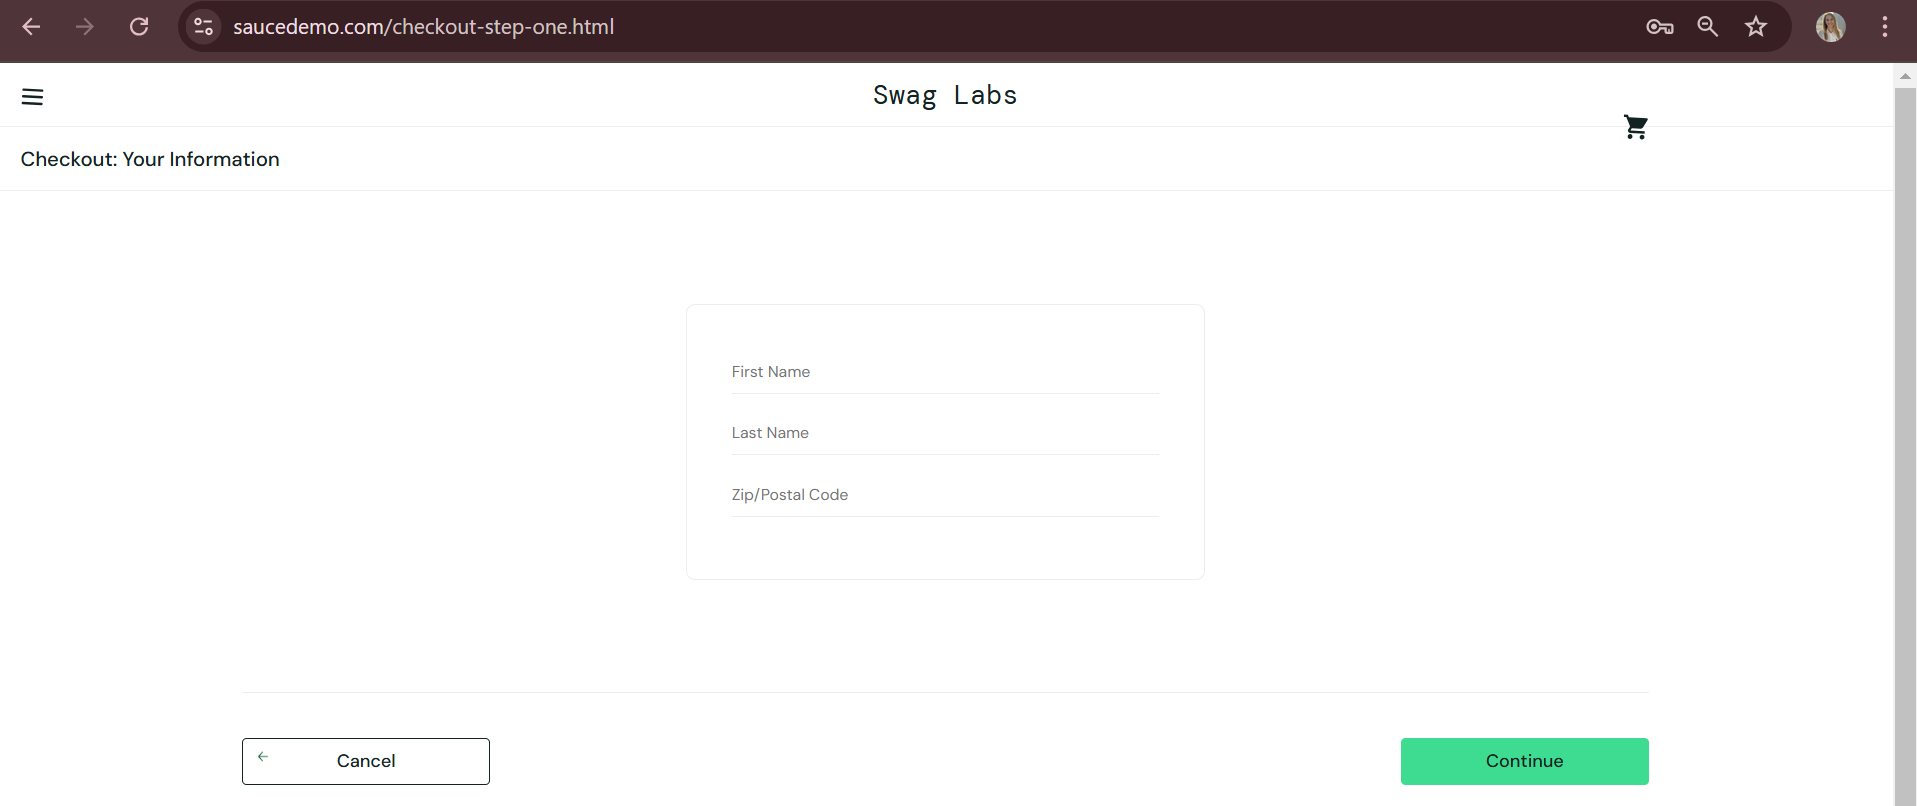 saucedemo.com/checkout-step-one.html
Swag Labs
Checkout: Your Information
First Name
Last Name
Zip/Postal Code
Cancel
Continue